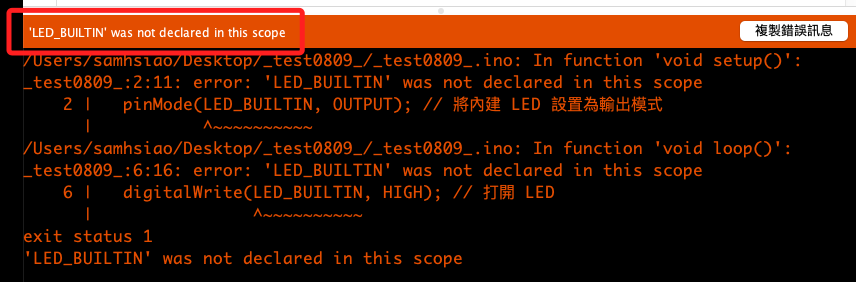 'LED_BUILTIN' was not declared in this scope
複製錯誤訊息
/Users/samhsiao/Desktop/_test0809_/_test0809_.ino: In function 'void setup()':
_test0809_:2:11: error: 'LED_BUILTIN' was not declared in this scope
    2 |   pinMode(LED_BUILTIN, OUTPUT); // 將內建 LED 設置為輸出模式
      |           ^~~~~~~~~~~
/Users/samhsiao/Desktop/_test0809_/_test0809_.ino: In function 'void loop()':
_test0809_:6:16: error: 'LED_BUILTIN' was not declared in this scope
    6 |   digitalWrite(LED_BUILTIN, HIGH); // 打開 LED
      |                ^~~~~~~~~~~
exit status 1
'LED_BUILTIN' was not declared in this scope